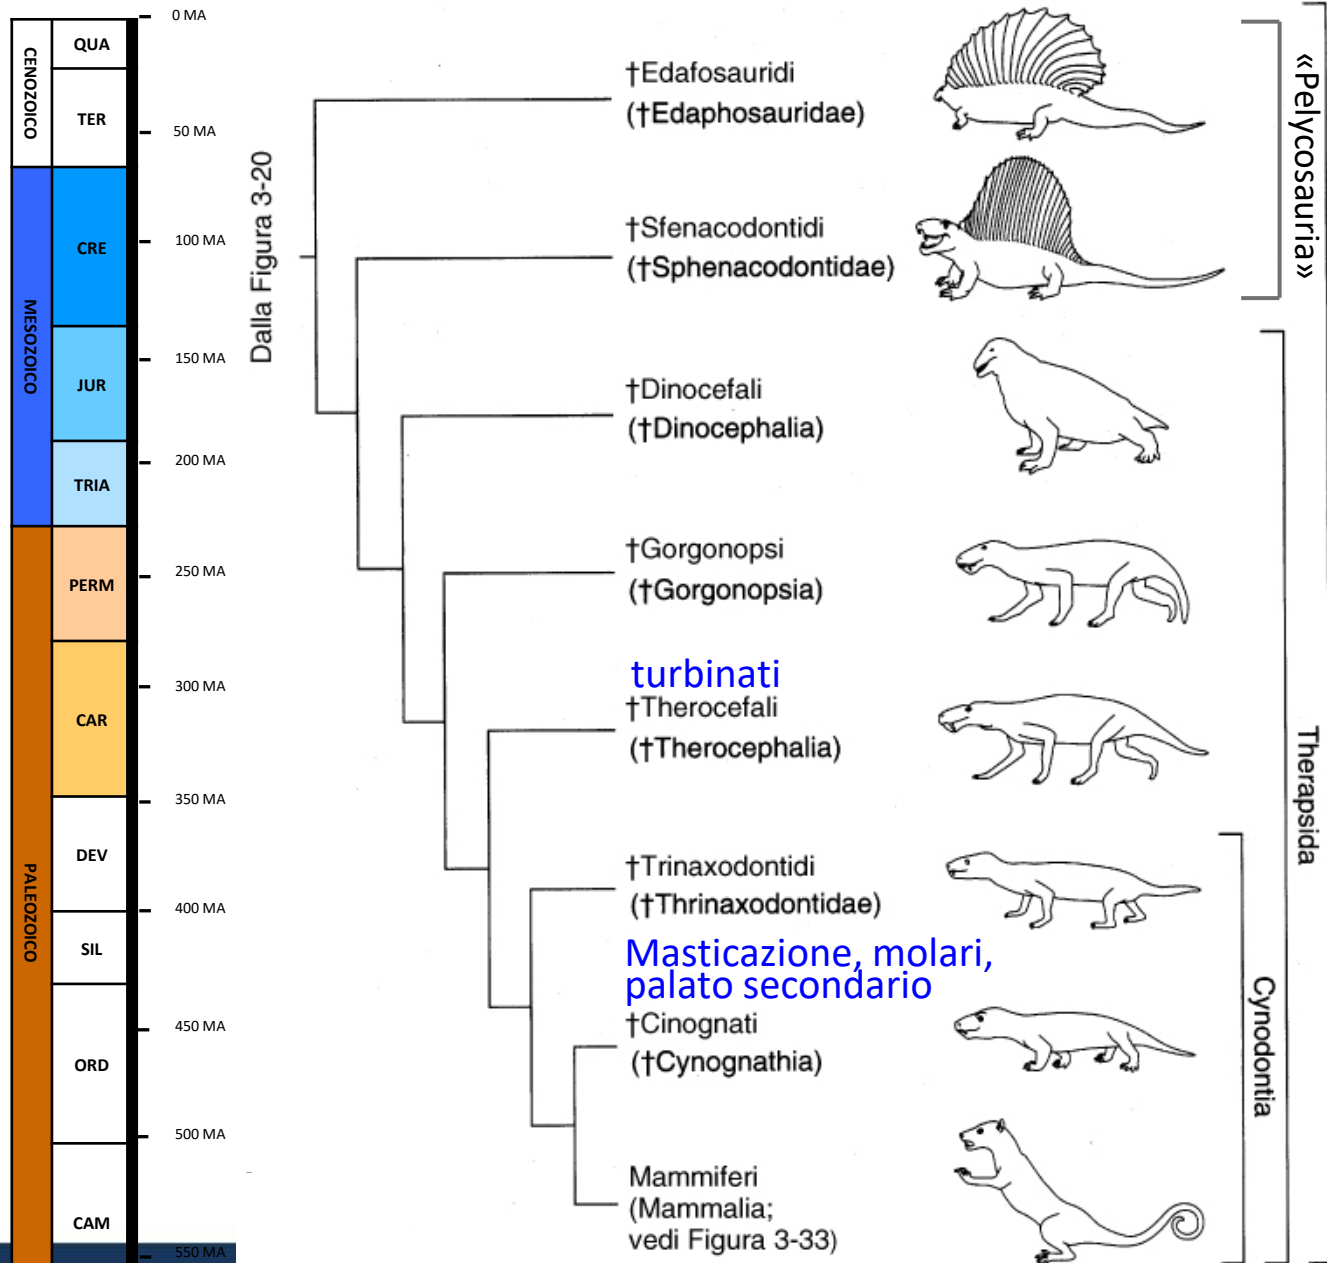 CENOZOICO
MESOZOICO
PALEOZOICO
QUA
TER
CRE
JUR
TRIA
PERM
CAR
DEV
SIL
ORD
CAM
0 MA
50 MA
100 MA
150 MA
200 MA
250 MA
300 MA
350 MA
400 MA
450 MA
500 MA
550 MA
Dalla Figura 3-20
†Edafosauridi
(†Edaphosauridae)
†Sfenacodontidi
(†Sphenacodontidae)
†Dinocefali
(†Dinocephalia)
†Gorgonopsi
(†Gorgonopsia)
turbinati
†Therocefali
(†Therocephalia)
†Trinaxodontidi
(†Thrinaxodontidae)
Masticazione, molari,
palato secondario
†Cinognati
(†Cynognathia)
Mammiferi
(Mammalia;
vedi Figura 3-33)
«Pelycosauria»
Therapsida
Cynodontia